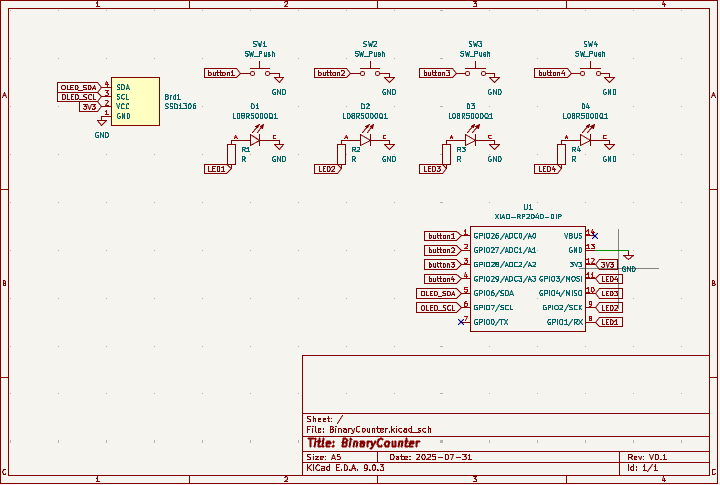 1 2 3 4
A A
B B
C C
SW1 SW2 SW3 SW4
SW_Push SW_Push SW_Push SW_Push
button1 button2 button3 button4
GND GND GND GND
OLED_SDA 4 SDA
OLED_SCL 3 SCL
3V3 2 VCC
1 GND
Brd1
SSD1306
GND
D1 D2 D3 D4
LOBR5000Q1 LOBR5000Q1 LOBR5000Q1 LOBR5000Q1
A C A C A C A C
R1 R2 R3 R4
R R R R
GND GND GND GND
LED1 LED2 LED3 LED4
U1
XIAO-RP2040-DIP
button1 1 GPIO26/ADC0/A0 VBUS 14
button2 2 GPIO27/ADC1/A1 GND 13
button3 3 GPIO28/ADC2/A2 3V3 12 3V3
GND
button4 4 GPIO29/ADC3/A3 GPIO3/MOSI 11 LED4
OLED_SDA 5 GPIO6/SDA GPIO4/MISO 10 LED3
OLED_SCL 6 GPIO7/SCL GPIO2/SCK 9 LED2
7 GPIO0/TX GPIO1/RX 8 LED1
Sheet: /
File: BinaryCounter.kicad_sch
Title: BinaryCounter
Size: A5 Date: 2025-07-31 Rev: V0.1
KiCad E.D.A. 9.0.3 Id: 1/1
1 2 3 4